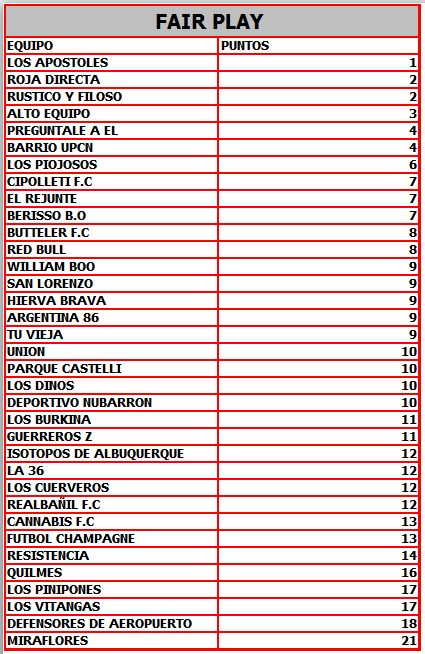 FAIR PLAY
EQUIPO PUNTOS
LOS APOSTOLES 1
ROJA DIRECTA 2
RUSTICO Y FILOSO 2
ALTO EQUIPO 3
PREGUNTALE A EL 4
BARRIO UPCN 4
LOS PIOJOSOS 6
CIPOLLETI F.C 7
EL REJUNTE 7
BERISSO B.O 7
BUTTELER F.C 8
RED BULL 8
WILLIAM BOO 9
SAN LORENZO 9
HIERVA BRAVA 9
ARGENTINA 86 9
TU VIEJA 9
UNION 10
PARQUE CASTELLI 10
LOS DINOS 10
DEPORTIVO NUBARRON 10
LOS BURKINA 11
GUERREROS Z 11
ISOTOPOS DE ALBUQUERQUE 12
LA 36 12
LOS CUERVEROS 12
REALBAÑIL F.C 12
CANNABIS F.C 13
FUTBOL CHAMPAGNE 13
RESISTENCIA 14
QUILMES 16
LOS PINIPONES 17
LOS VITANGAS 17
DEFENSORES DE AEROPUERTO 18
MIRAFLORES 21